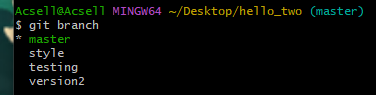 Acsell@Acsell MINGW64 ~/Desktop/hello_two (master)
$ git branch
* master
  style
  testing
  version2